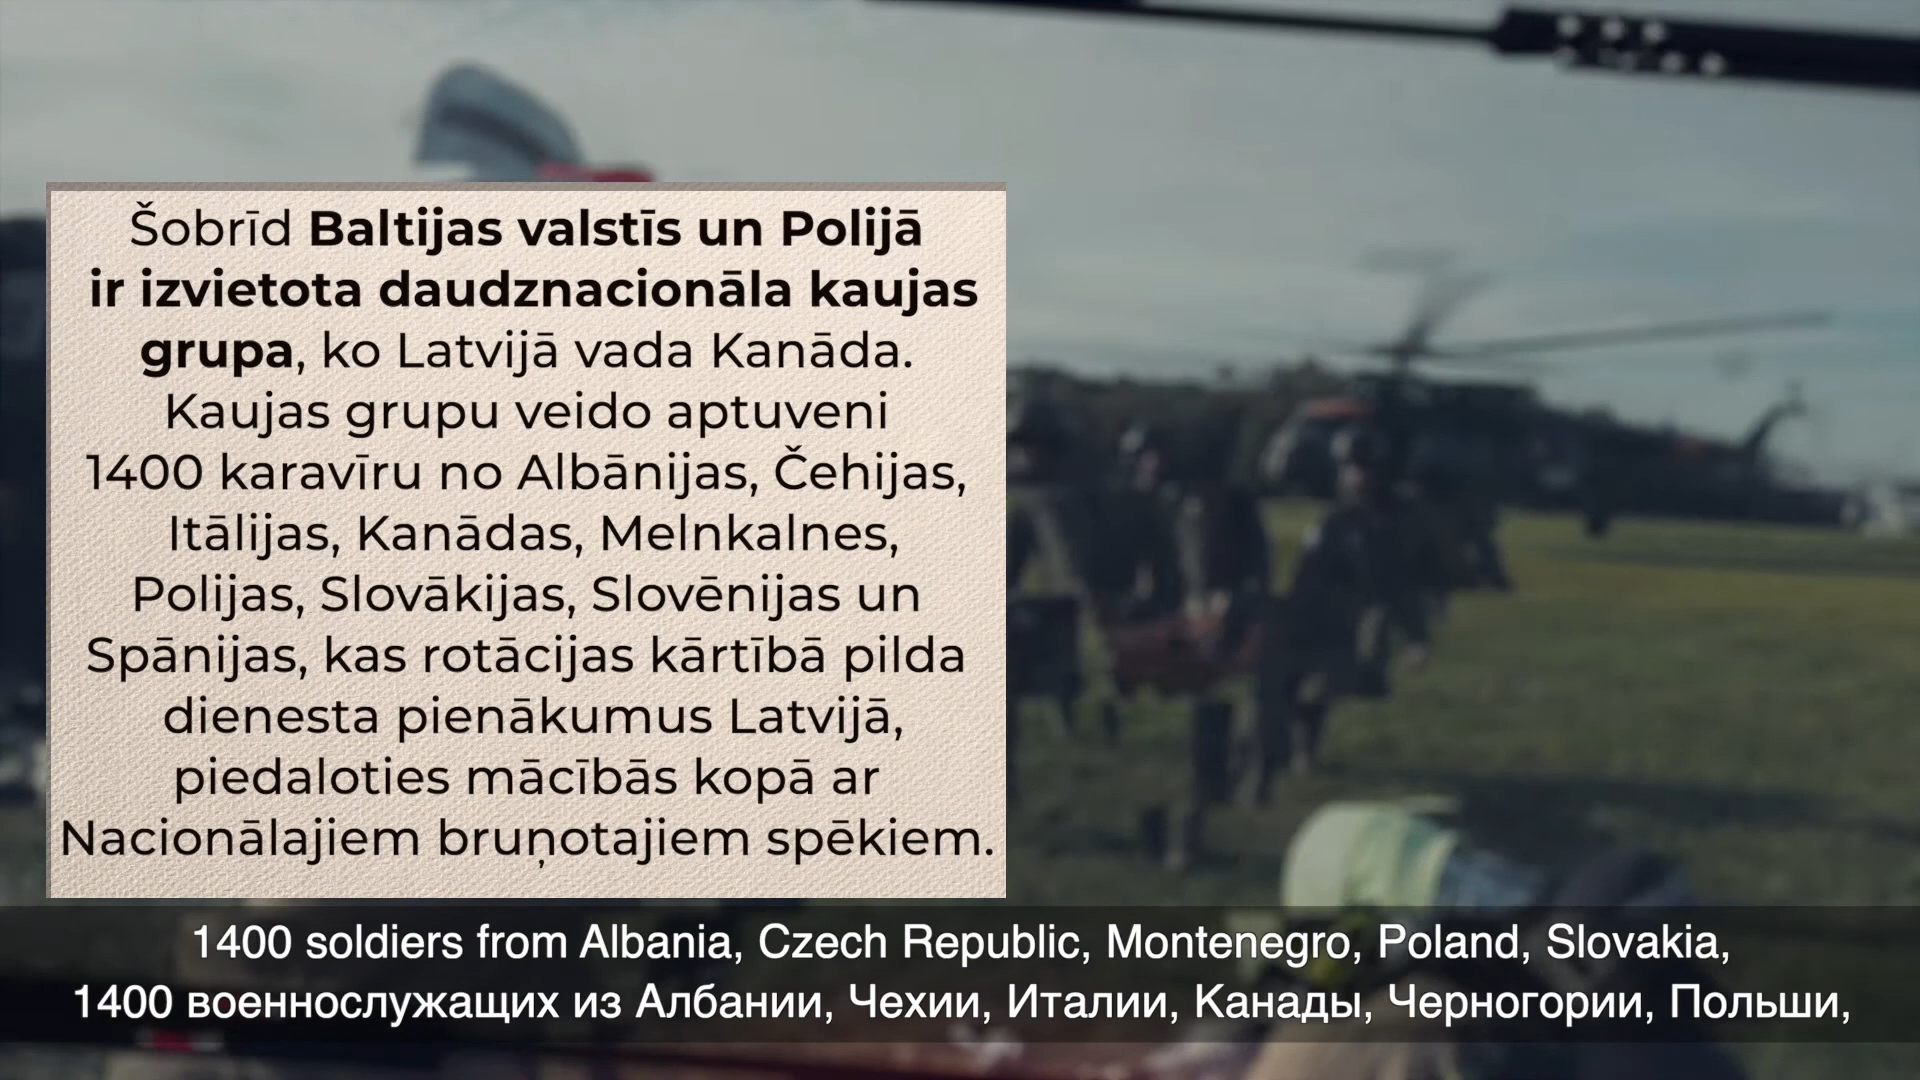 Šobrīd Baltijas valstīs un Polijā
ir izvietota daudznacionāla kaujas
grupa, ko Latvijā vada Kanāda.
Kaujas grupu veido aptuveni
1400 karavīru no Albānijas, Čehijas,
Itālijas, Kanādas, Melnkalnes,
Polijas, Slovākijas, Slovēnijas un
Spānijas, kas rotācijas kārtībā pilda
dienesta pienākumus Latvijā,
piedaloties mācībās kopā ar
Nacionālajiem bruņotajiem spēkiem.
1400 soldiers from Albania, Czech Republic, Montenegro, Poland, Slovakia,
1400 военнослужащих из Албании, Чехии, Италии, Канады, Черногории, Польши,